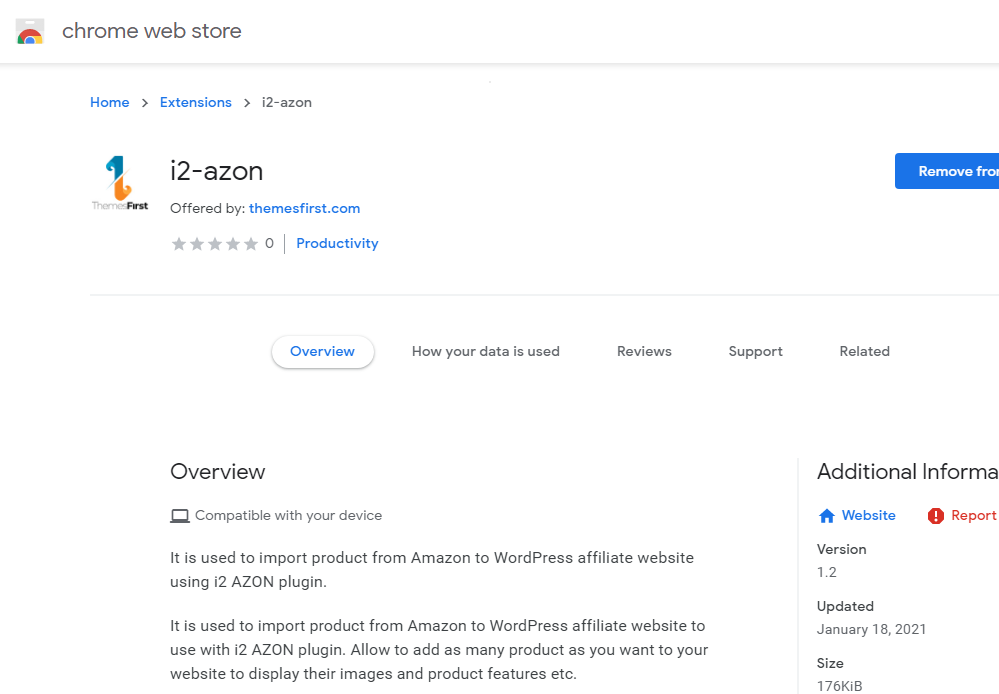 chrome web store
Home > Extensions > i2-azon
ThemesFirst
i2-azon
Remove from
Offered by: themesfirst.com
0 Productivity
Overview How your data is used Reviews Support Related
Overview
Additional Informa
Compatible with your device
Website Report
It is used to import product from Amazon to WordPress affiliate website
using i2 AZON plugin.
Version
1.2
It is used to import product from Amazon to WordPress affiliate website to
use with i2 AZON plugin. Allow to add as many product as you want to your
website to display their images and product features etc.
Updated
January 18, 2021
Size
176KiB